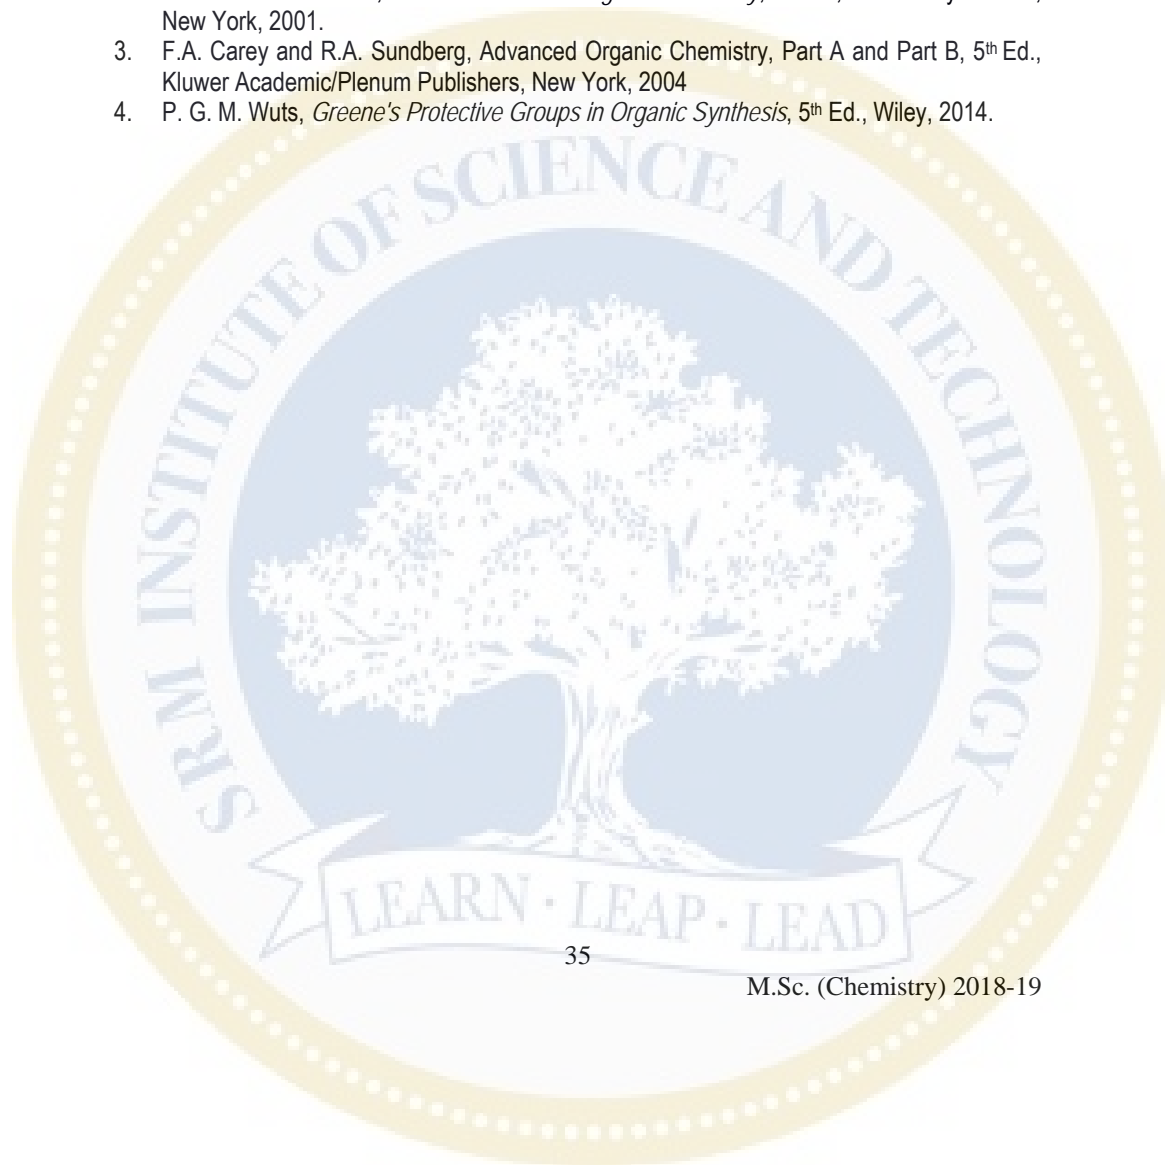 New York, 2001.
3. F.A. Carey and R.A. Sundberg, Advanced Organic Chemistry, Part A and Part B, 5th Ed.,
Kluwer Academic/Plenum Publishers, New York, 2004
4. P. G. M. Wuts, Greene's Protective Groups in Organic Synthesis, 5th Ed., Wiley, 2014.
SRM INSTITUTE OF SCIENCE AND TECHNOLOGY
LEARN · LEAP · LEAD
35
M.Sc. (Chemistry) 2018-19